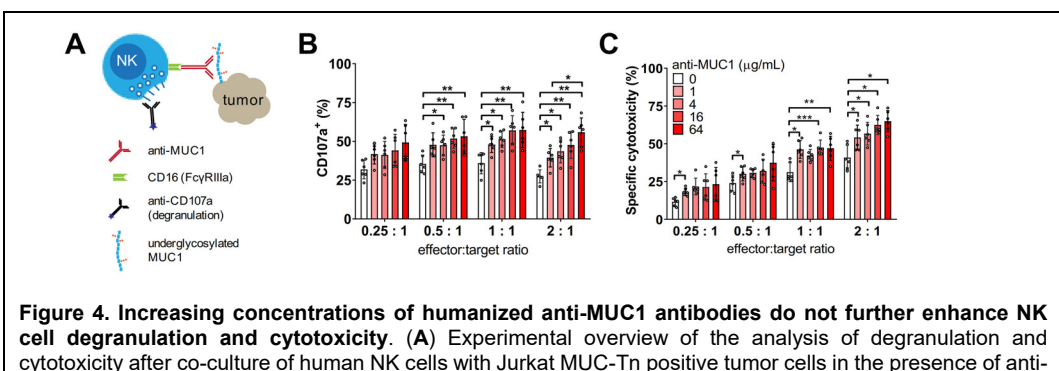 A
NK
tumor
anti-MUC1
CD16 (FcγRIIIa)
anti-CD107a
(degranulation)
underglycosylated
MUC1
B
CD107a⁺ (%)
100
75
50
25
0
** ** * ** ** * * ** ** *
0.25 : 1 0.5 : 1 1 : 1 2 : 1
effector:target ratio
C
anti-MUC1 (μg/mL)
0
1
4
16
64
Specific cytotoxicity (%)
100
75
50
25
0
* * ** *** * * * *
0.25 : 1 0.5 : 1 1 : 1 2 : 1
effector:target ratio
Figure 4. Increasing concentrations of humanized anti-MUC1 antibodies do not further enhance NK
cell degranulation and cytotoxicity. (A) Experimental overview of the analysis of degranulation and
cytotoxicity after co-culture of human NK cells with Jurkat MUC-Tn positive tumor cells in the presence of anti-